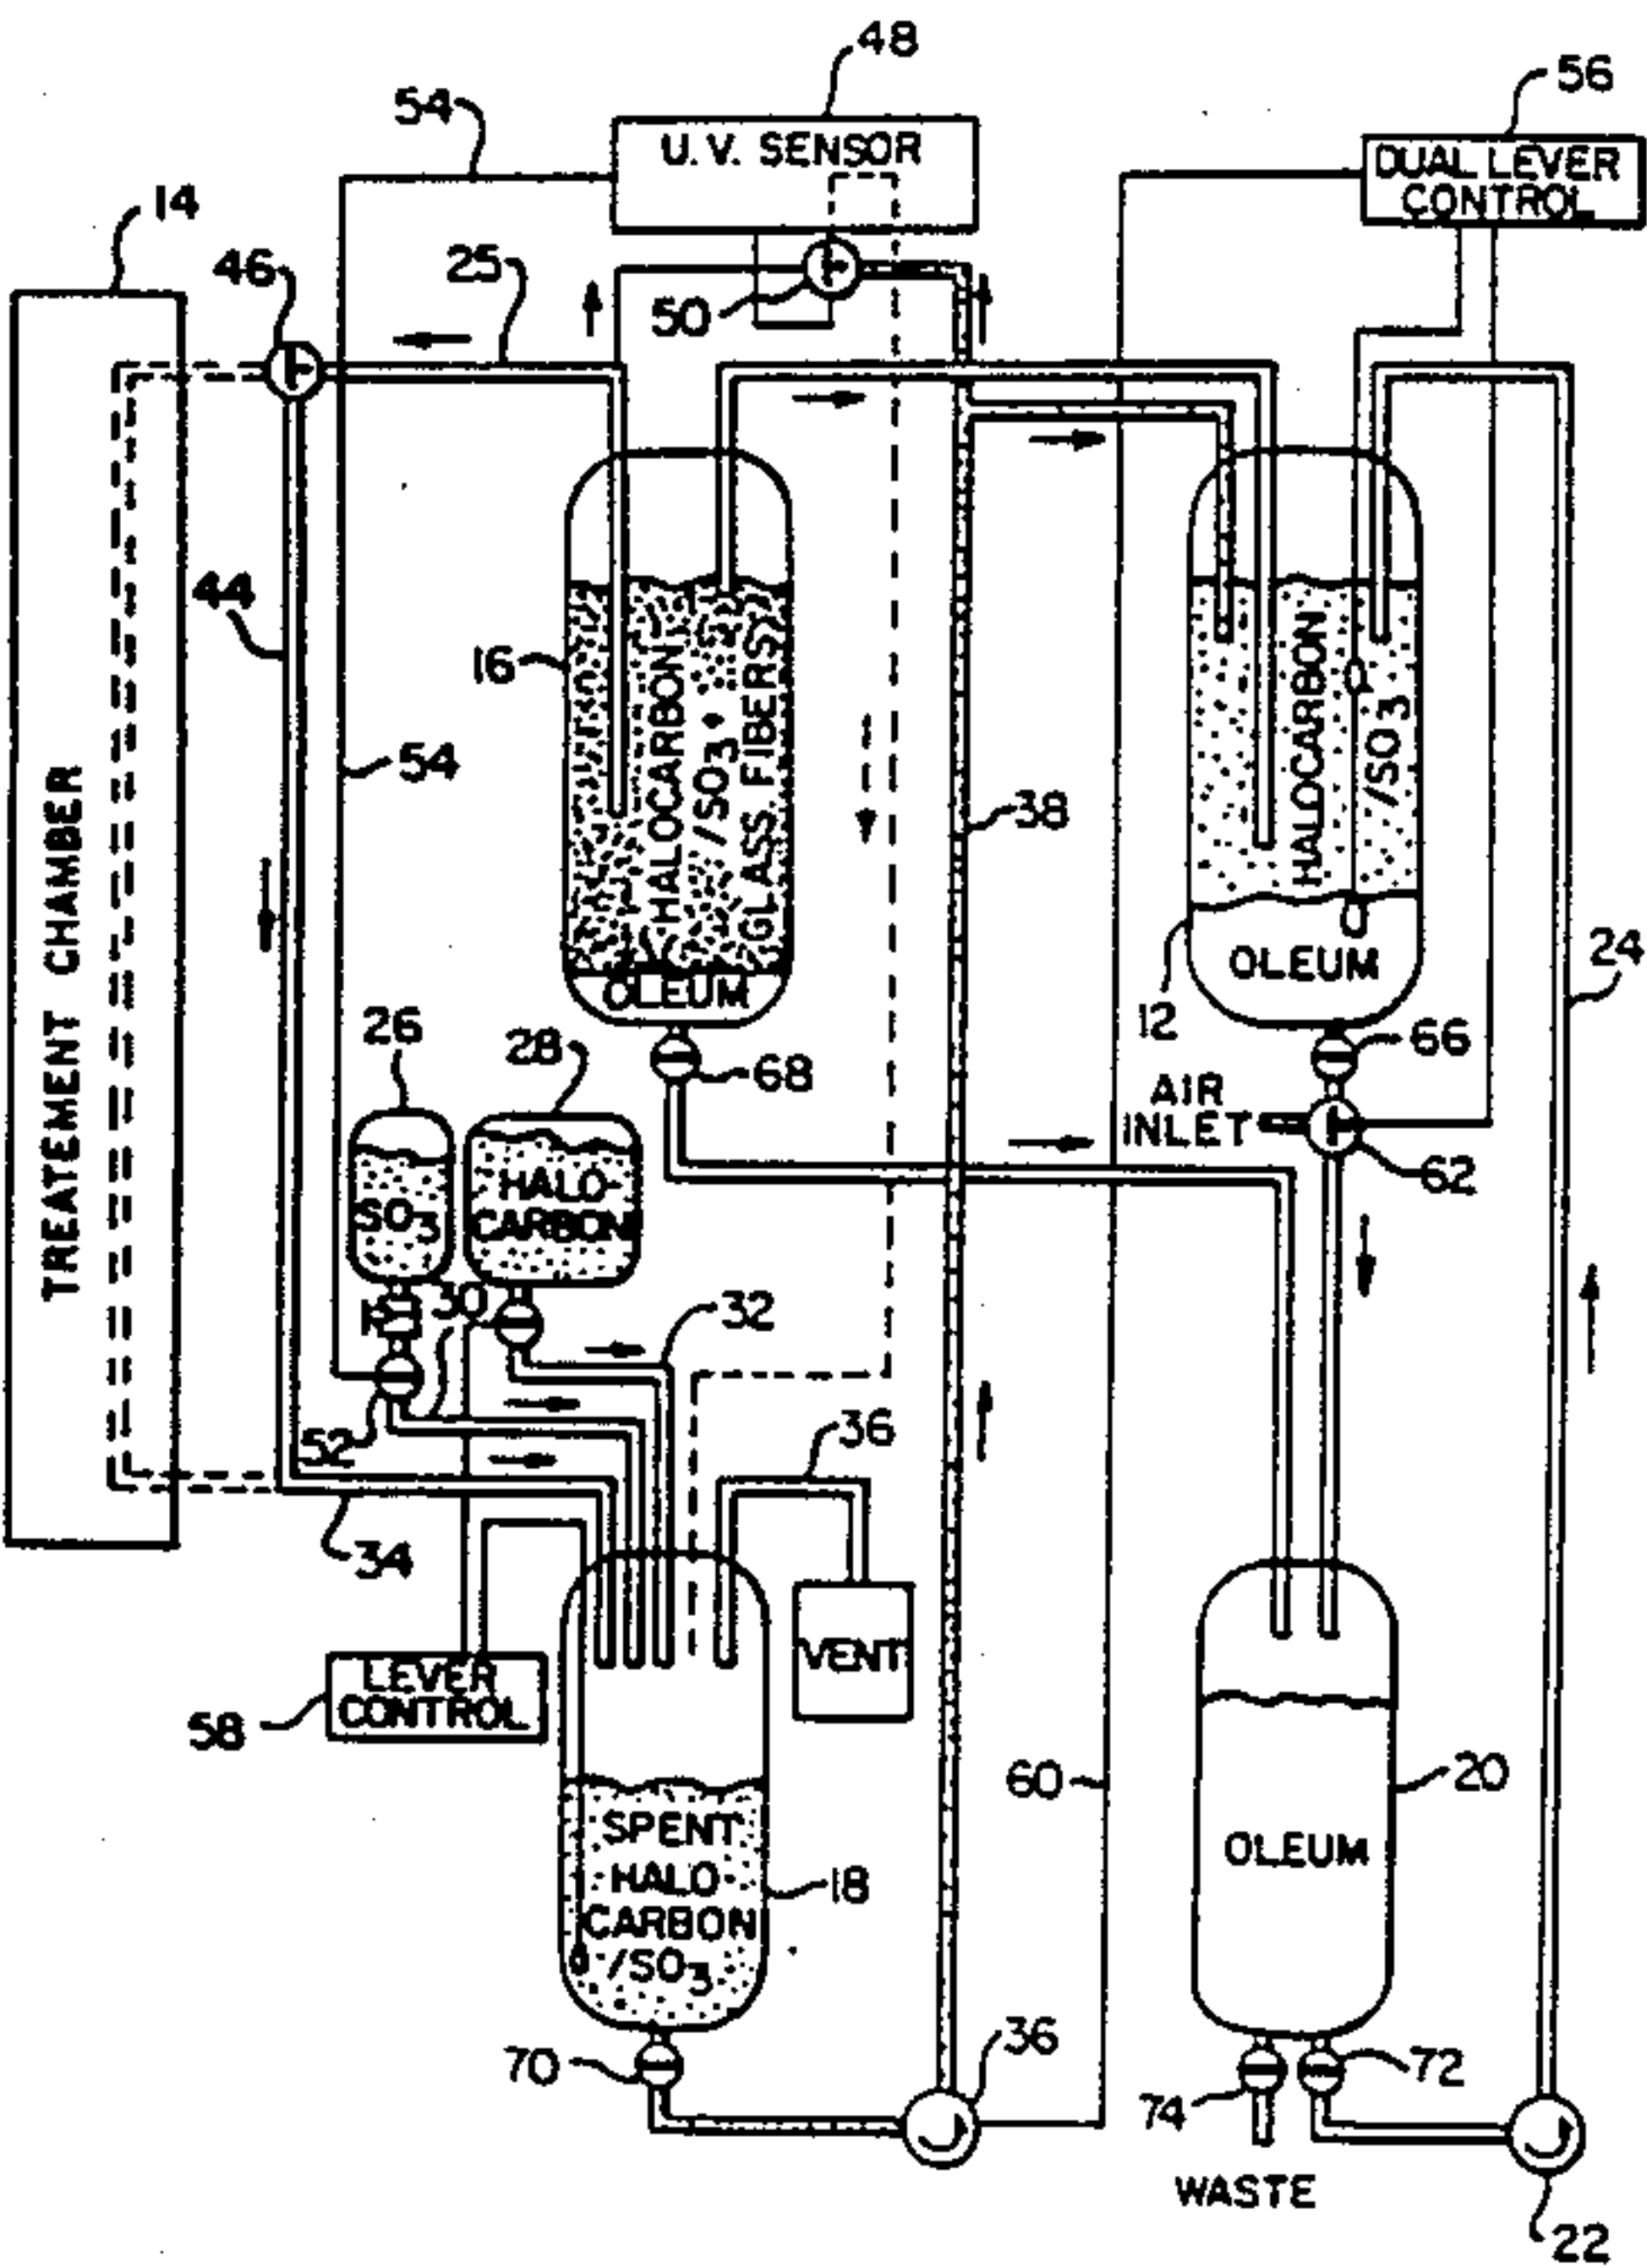 48
54
56
U.V. SENSOR
DUAL LEVER
CONTROL
14
46
25
50
44
16
HALOCARBON
/SO3 +
GLASS FIBERS
HALOCARBON
/SO3
54
38
OLEUM
OLEUM
12
24
26
28
68
66
AIR
INLET
62
TREATEMENT CHAMBER
SO3
HALO-
CARBON
30
32
52
36
34
VENT
LEVER
CONTROL
58
60
20
SPENT
HALO
CARBON
/SO3
18
OLEUM
70
36
74
72
WASTE
22